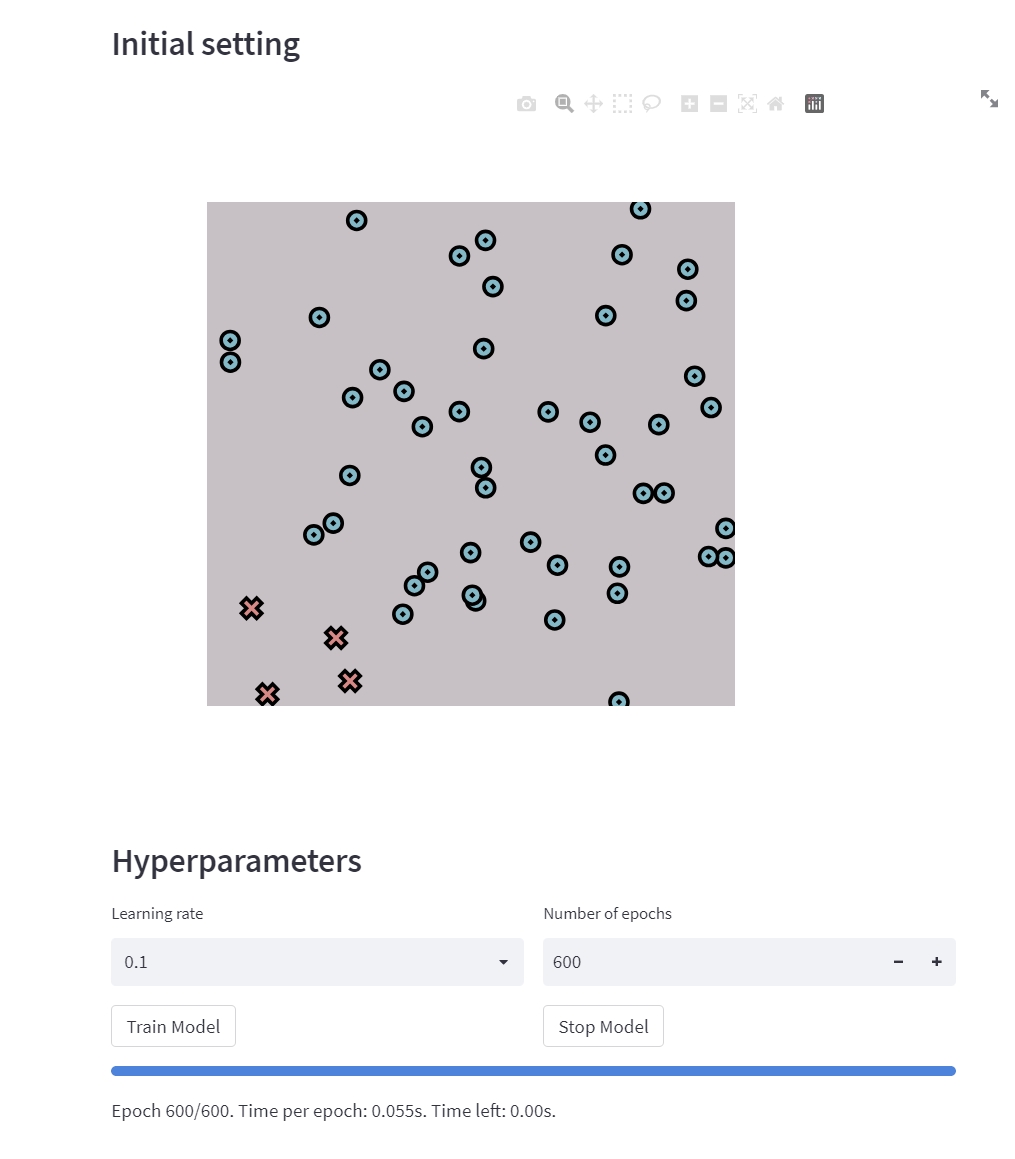 Initial setting
Hyperparameters
Learning rate
Number of epochs
0.1
600
Train Model
Stop Model
Epoch 600/600. Time per epoch: 0.055s. Time left: 0.00s.